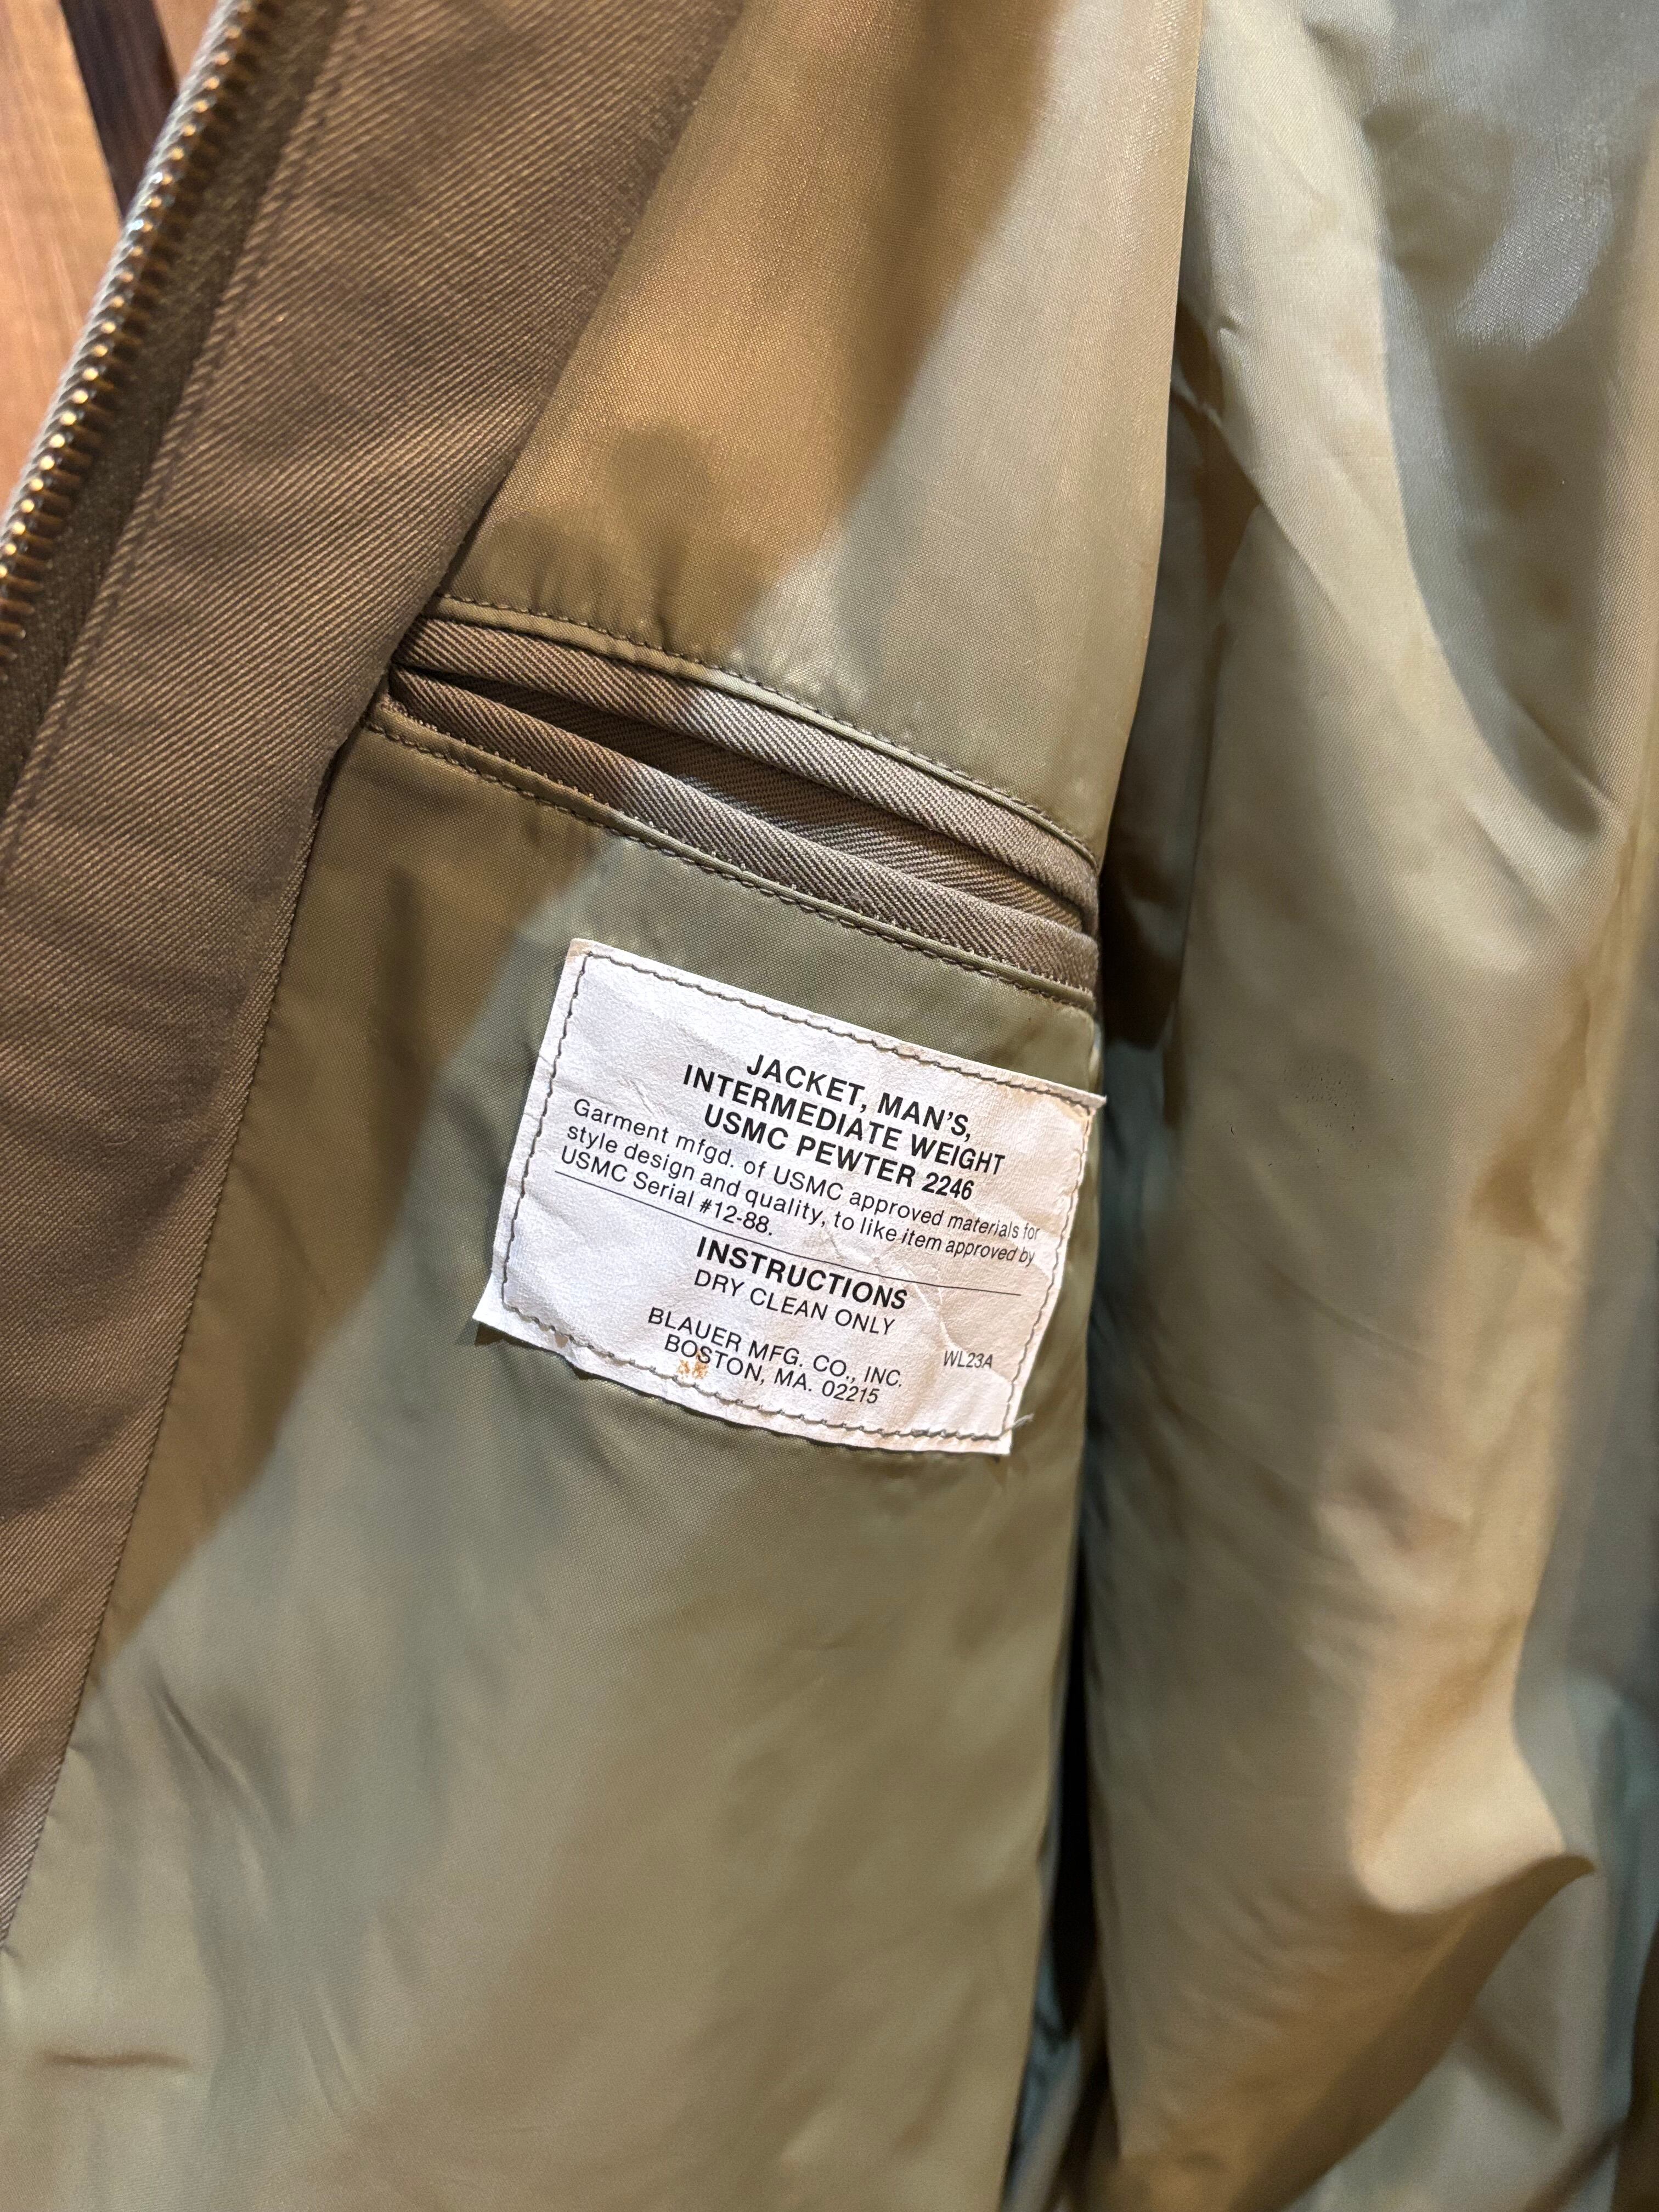 JACKET, MAN'S,
INTERMEDIATE WEIGHT
USMC PEWTER 2246
Garment mfgd. of USMC approved materials for
style design and quality, to like item approved by
USMC Serial #12-88.
INSTRUCTIONS
DRY CLEAN ONLY
BLAUER MFG. CO., INC.
BOSTON, MA. 02215
WL23A